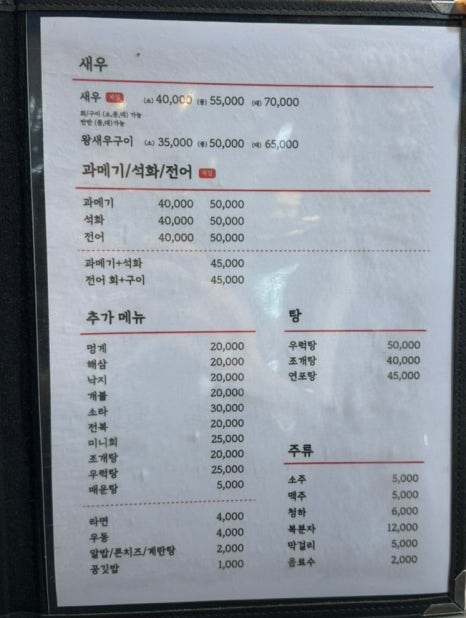 새우
새우 계절 (소) 40,000 (중) 55,000 (대) 70,000
회/구이 (소,중,대) 가능
반반 (중,대) 가능
왕새우구이 (소) 35,000 (중) 50,000 (대) 65,000
과메기/석화/전어 계절
과메기 40,000 50,000
석화 40,000 50,000
전어 40,000 50,000
과메기+석화 45,000
전어 회+구이 45,000
추가 메뉴
멍게 20,000
해삼 20,000
낙지 20,000
개불 20,000
소라 30,000
전복 20,000
미니회 25,000
조개탕 20,000
우럭탕 25,000
매운탕 5,000
라면 4,000
우동 4,000
알밥/콘치즈/계란탕 2,000
공깃밥 1,000
탕
우럭탕 50,000
조개탕 40,000
연포탕 45,000
주류
소주 5,000
맥주 5,000
청하 6,000
복분자 12,000
막걸리 5,000
음료수 2,000